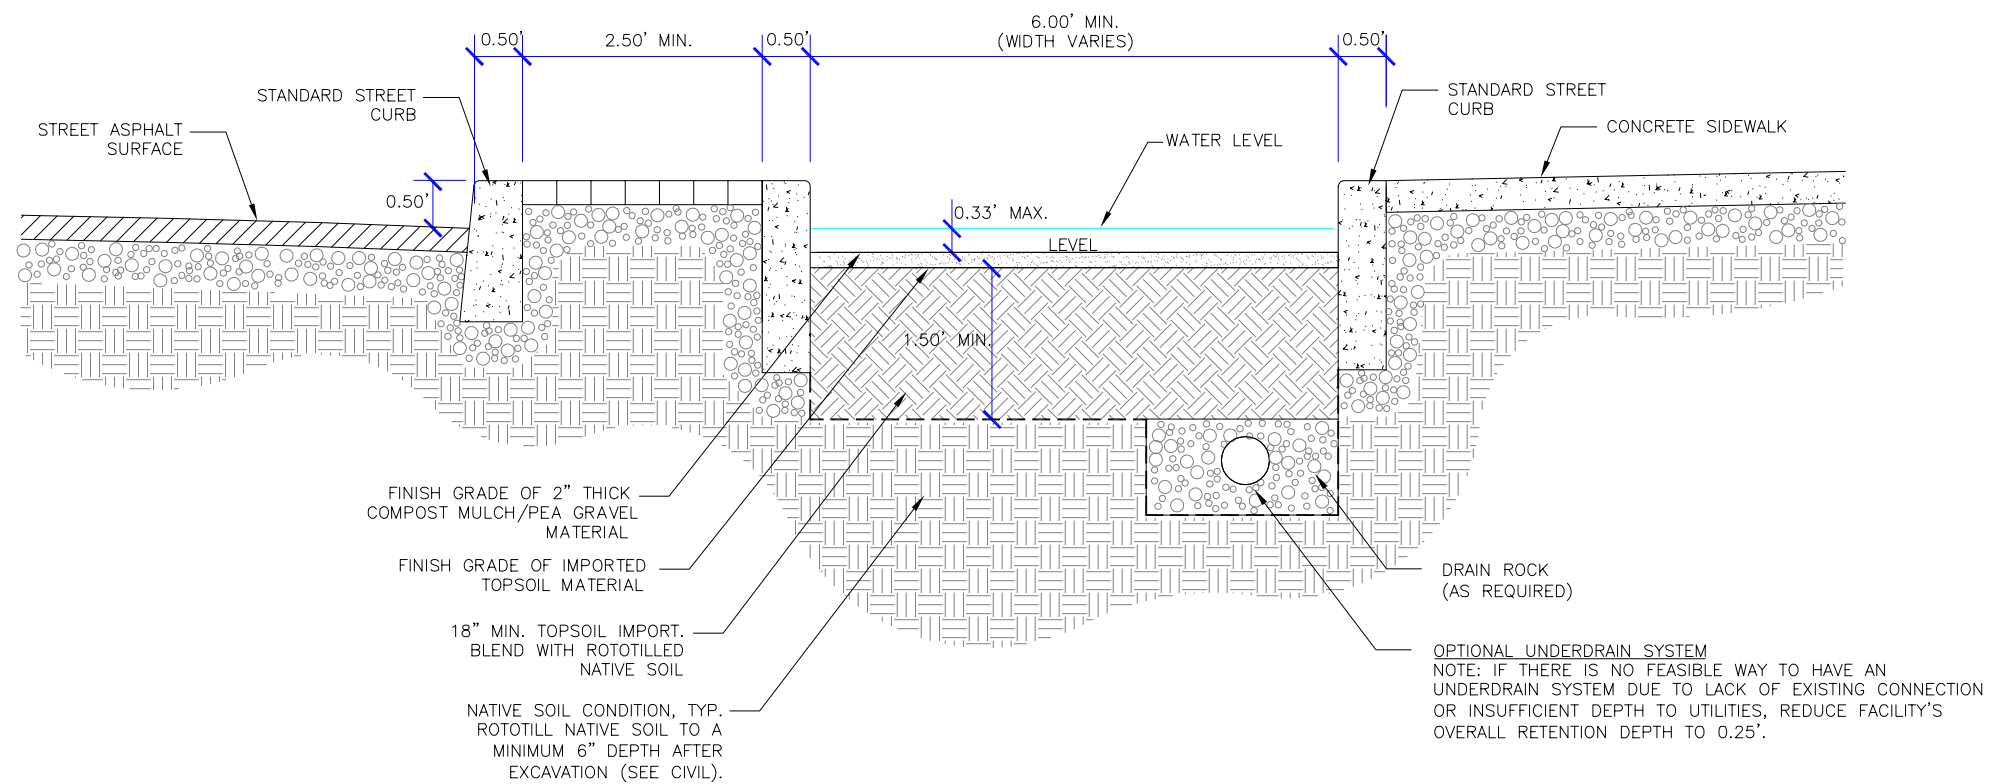 6.00' MIN.
(WIDTH VARIES)
0.50'
2.50' MIN.
0.50'
0.50'
STANDARD STREET
CURB
STREET ASPHALT
SURFACE
STANDARD STREET
CURB
CONCRETE SIDEWALK
WATER LEVEL
0.50'
0.33' MAX.
LEVEL
1.50' MIN.
FINISH GRADE OF 2" THICK
COMPOST MULCH/PEA GRAVEL
MATERIAL
FINISH GRADE OF IMPORTED
TOPSOIL MATERIAL
18" MIN. TOPSOIL IMPORT.
BLEND WITH ROTOTILLED
NATIVE SOIL
NATIVE SOIL CONDITION, TYP.
ROTOTILL NATIVE SOIL TO A
MINIMUM 6" DEPTH AFTER
EXCAVATION (SEE CIVIL).
DRAIN ROCK
(AS REQUIRED)
OPTIONAL UNDERDRAIN SYSTEM
NOTE: IF THERE IS NO FEASIBLE WAY TO HAVE AN
UNDERDRAIN SYSTEM DUE TO LACK OF EXISTING CONNECTION
OR INSUFFICIENT DEPTH TO UTILITIES, REDUCE FACILITY'S
OVERALL RETENTION DEPTH TO 0.25'.